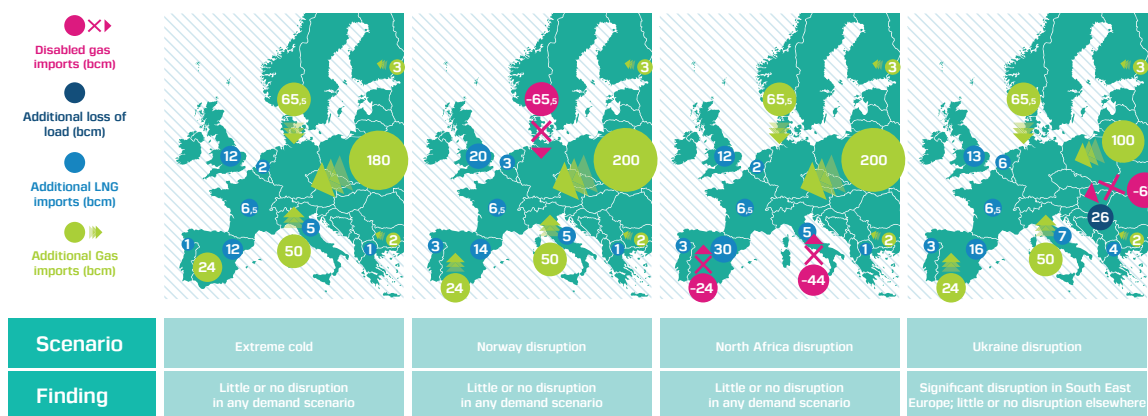 Disabled gas
imports (bcm)
Additional loss of
load (bcm)
Additional LNG
imports (bcm)
Additional Gas
imports (bcm)
3
65,5
12
2
180
6,5
5
1
12
50
1
2
24
3
-65,5
20
3
200
6,5
5
3
14
50
1
2
24
3
65,5
12
2
200
6,5
5
3
30
1
2
-24
-44
3
65,5
13
6
100
-6
6,5
26
7
3
16
50
4
2
24
Scenario
Extreme cold
Norway disruption
North Africa disruption
Ukraine disruption
Finding
Little or no disruption
in any demand scenario
Little or no disruption
in any demand scenario
Little or no disruption
in any demand scenario
Significant disruption in South East
Europe; little or no disruption elsewhere